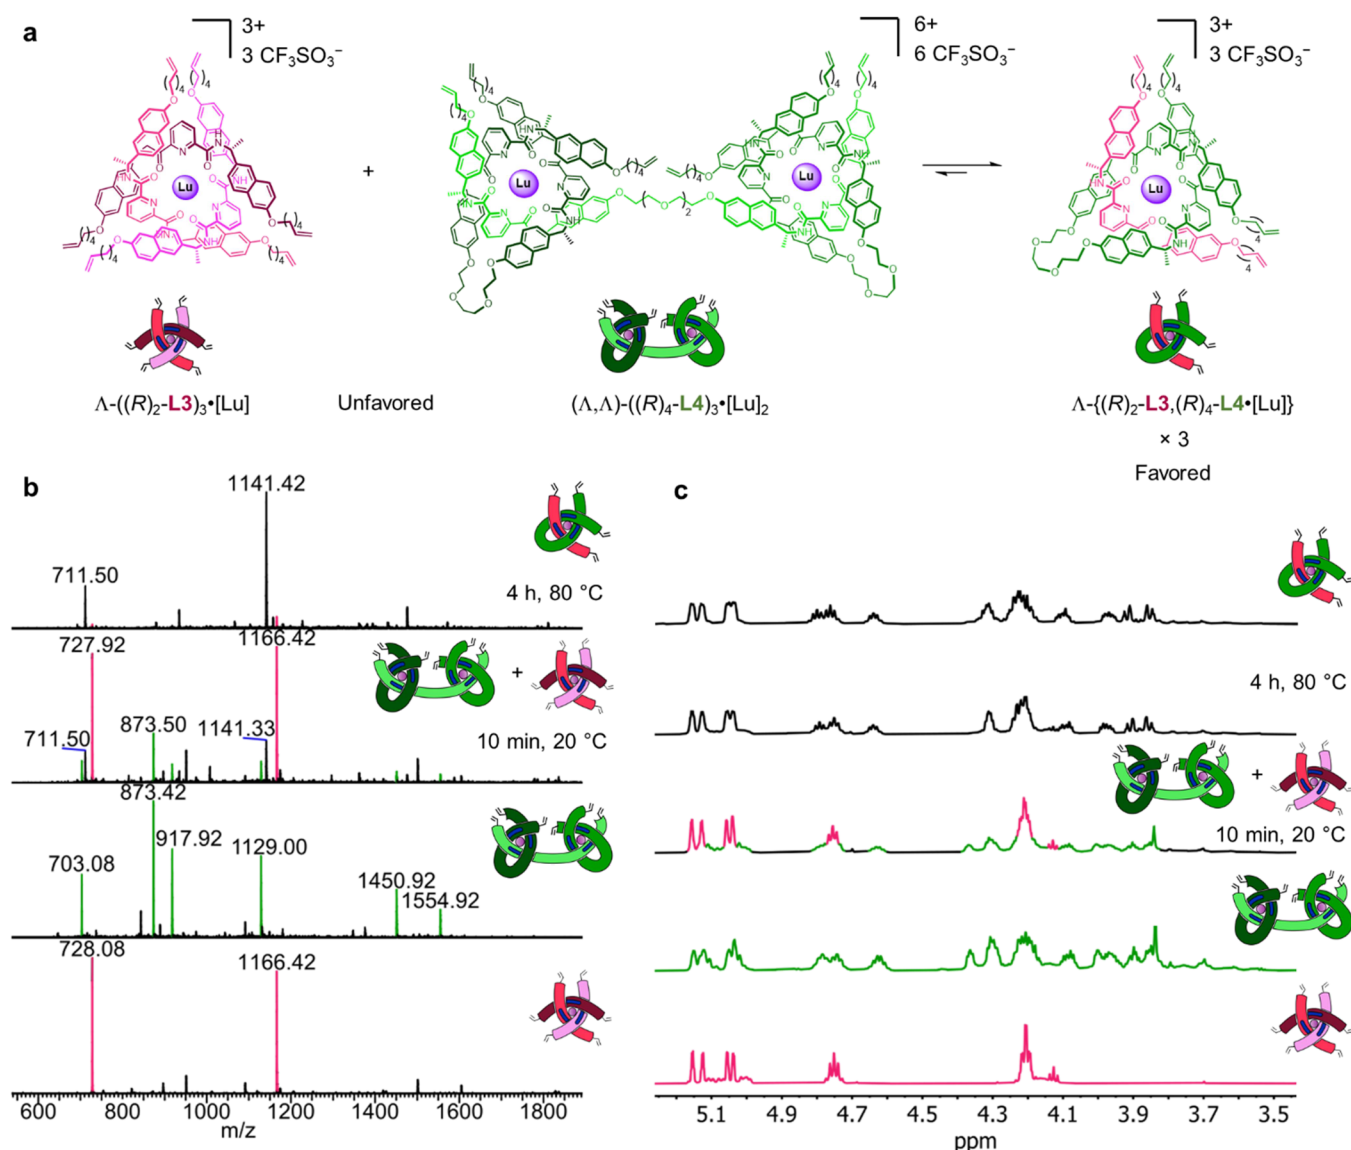 a
3+
3 CF₃SO₃⁻
6+
6 CF₃SO₃⁻
3+
3 CF₃SO₃⁻
+
Lu
Lu
Lu
Lu
Λ-((R)₂-L3)₃•[Lu]
Unfavored
(Λ,Λ)-((R)₄-L4)₃•[Lu]₂
Λ-{(R)₂-L3,(R)₄-L4•[Lu]}
× 3
Favored
b
1141.42
711.50
4 h, 80 °C
727.92
1166.42
+
711.50
873.50
1141.33
10 min, 20 °C
873.42
917.92
703.08
1129.00
1450.92
1554.92
728.08
1166.42
600 800 1000 1200 1400 1600 1800
m/z
c
4 h, 80 °C
+
10 min, 20 °C
5.1 4.9 4.7 4.5 4.3 4.1 3.9 3.7 3.5
ppm